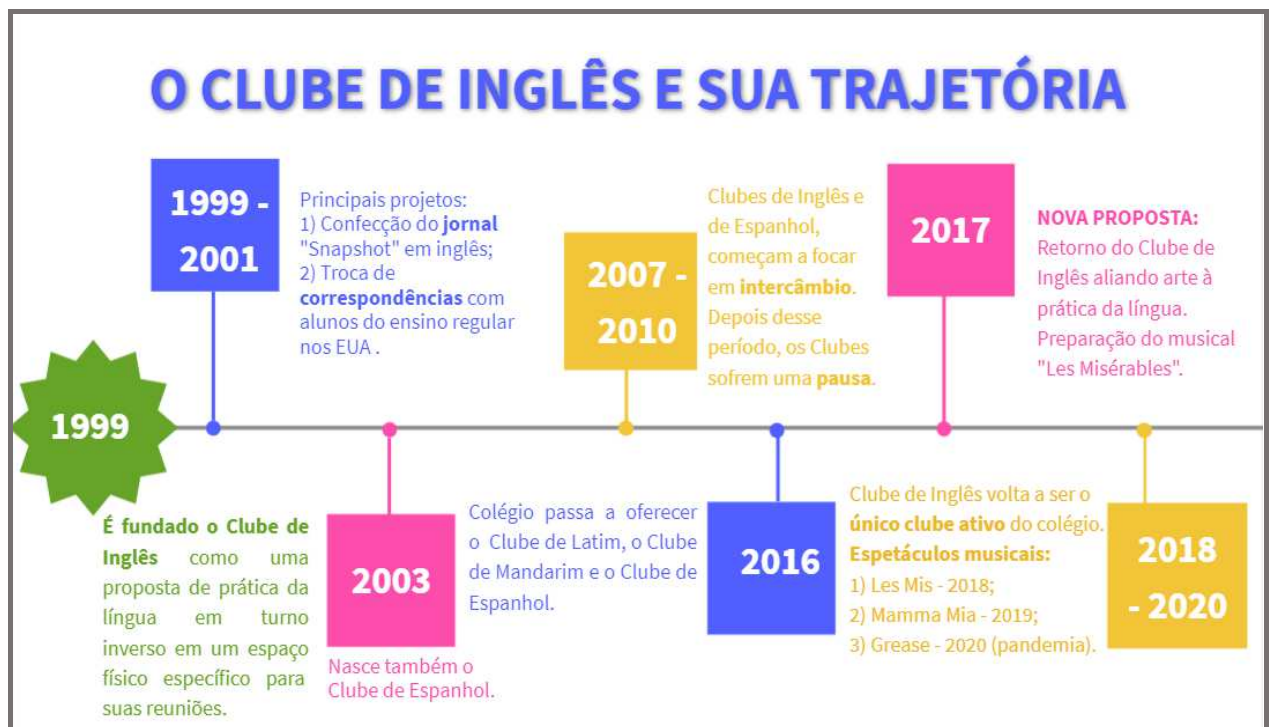 O CLUBE DE INGLÊS E SUA TRAJETÓRIA
1999
É fundado o Clube de
Inglês como uma
proposta de prática da
língua em turno
inverso em um espaço
físico específico para
suas reuniões.
1999 -
2001
Principais projetos:
1) Confecção do jornal
"Snapshot" em inglês;
2) Troca de
correspondências com
alunos do ensino regular
nos EUA .
2003
Nasce também o
Clube de Espanhol.
2007 -
2010
Clubes de Inglês e
de Espanhol,
começam a focar
em intercâmbio.
Depois desse
período, os Clubes
sofrem uma pausa.
2016
Colégio passa a oferecer
o Clube de Latim, o Clube
de Mandarim e o Clube de
Espanhol.
2017
NOVA PROPOSTA:
Retorno do Clube de
Inglês aliando arte à
prática da língua.
Preparação do musical
"Les Misérables".
2018
- 2020
Clube de Inglês volta a ser o
único clube ativo do colégio.
Espetáculos musicais:
1) Les Mis - 2018;
2) Mamma Mia - 2019;
3) Grease - 2020 (pandemia).